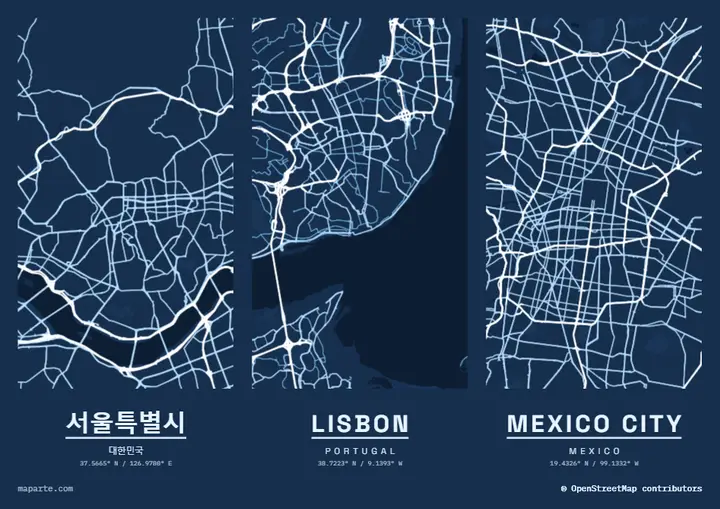 서울특별시
대한민국
37.5665° N / 126.9780° E
LISBON
PORTUGAL
38.7223° N / 9.1393° W
MEXICO CITY
MEXICO
19.4326° N / 99.1332° W
maparte.com
© OpenStreetMap contributors